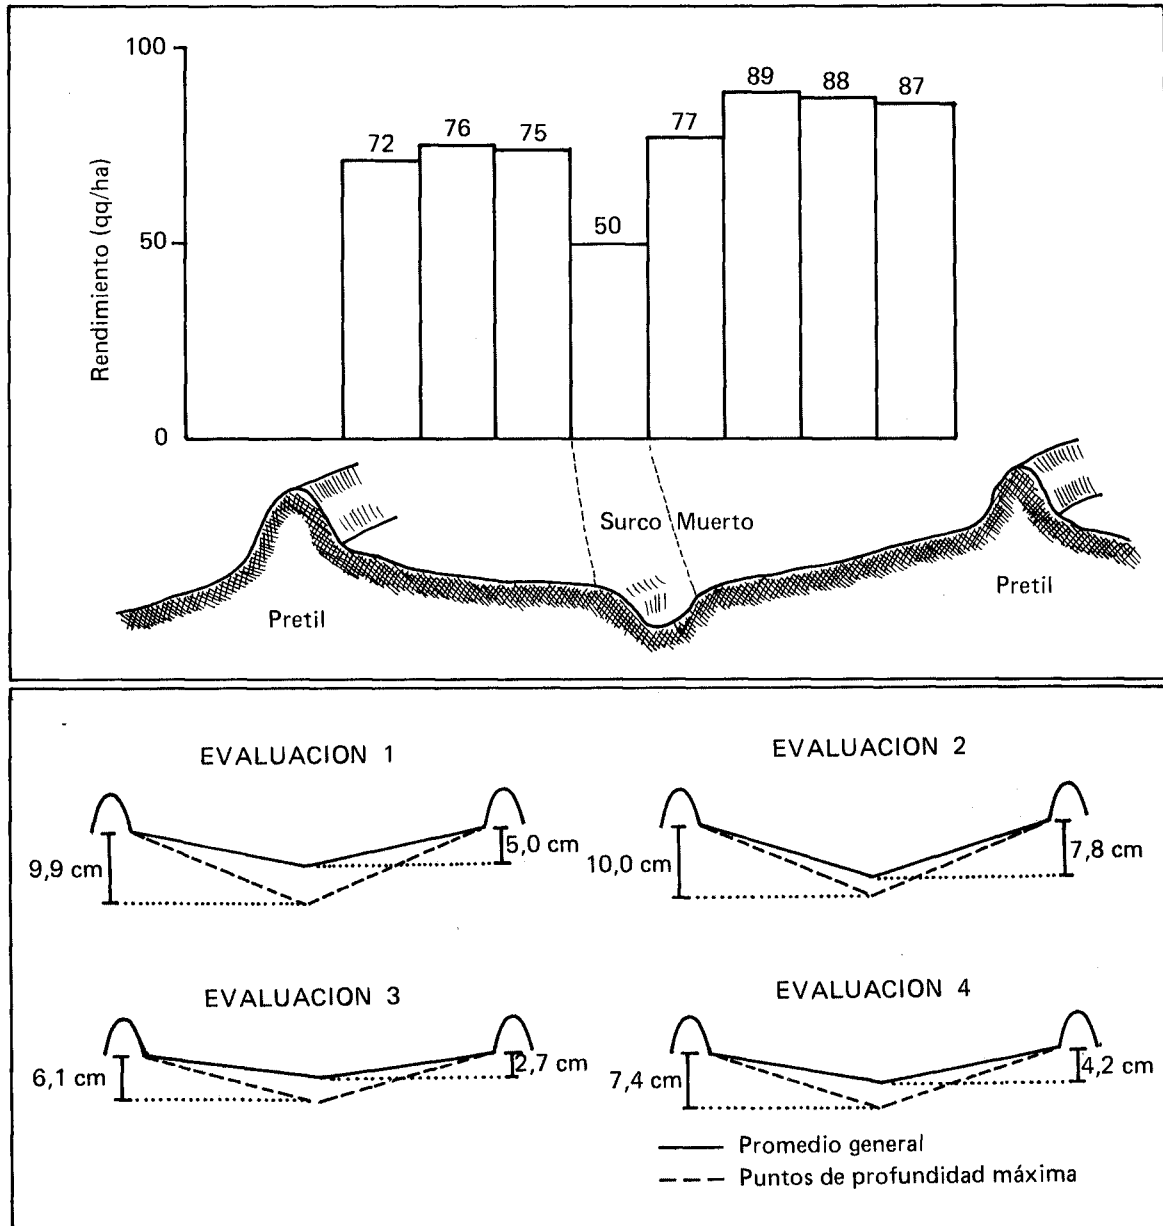 Rendimiento (qq/ha)
100
50
0
72
76
75
50
77
89
88
87
Surco Muerto
Pretil
Pretil
EVALUACION 1
9,9 cm
5,0 cm
EVALUACION 2
10,0 cm
7,8 cm
EVALUACION 3
6,1 cm
2,7 cm
EVALUACION 4
7,4 cm
4,2 cm
Promedio general
Puntos de profundidad máxima